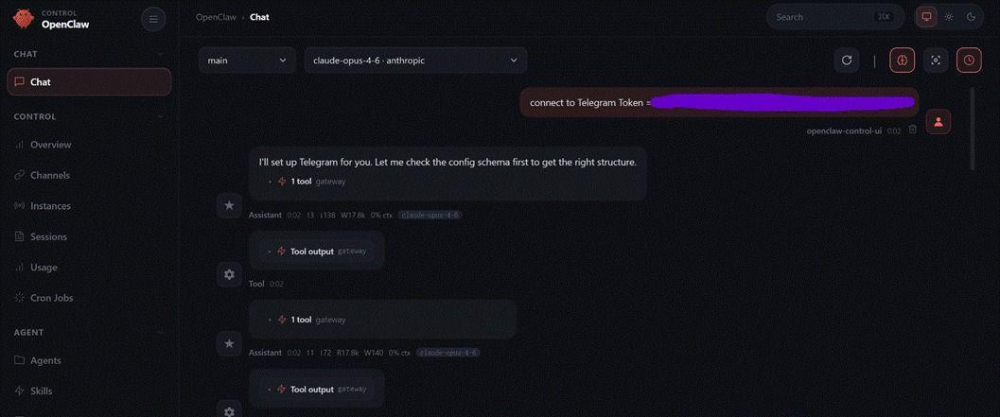 CONTROL
OpenClaw
OpenClaw › Chat
Search
CHAT
Chat
CONTROL
Overview
Channels
Instances
Sessions
Usage
Cron Jobs
AGENT
Agents
Skills
main
claude-opus-4-6 · anthropic
connect to Telegram Token =
openclaw-control-ui 0:02
I'll set up Telegram for you. Let me check the config schema first to get the right structure.
1 tool gateway
Assistant 0:02 ↑3 ↓138 W17.8k 0% ctx claude-opus-4-6
Tool output gateway
Tool 0:02
1 tool gateway
Assistant 0:02 ↑1 ↓72 R17.8k W140 0% ctx claude-opus-4-6
Tool output gateway